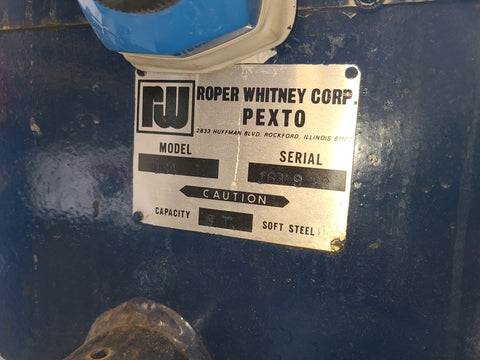 RW
ROPER WHITNEY CORP.
PEXTO
2833 HUFFMAN BLVD. ROCKFORD, ILLINOIS
MODEL
SERIAL
CAUTION
CAPACITY
SOFT STEEL